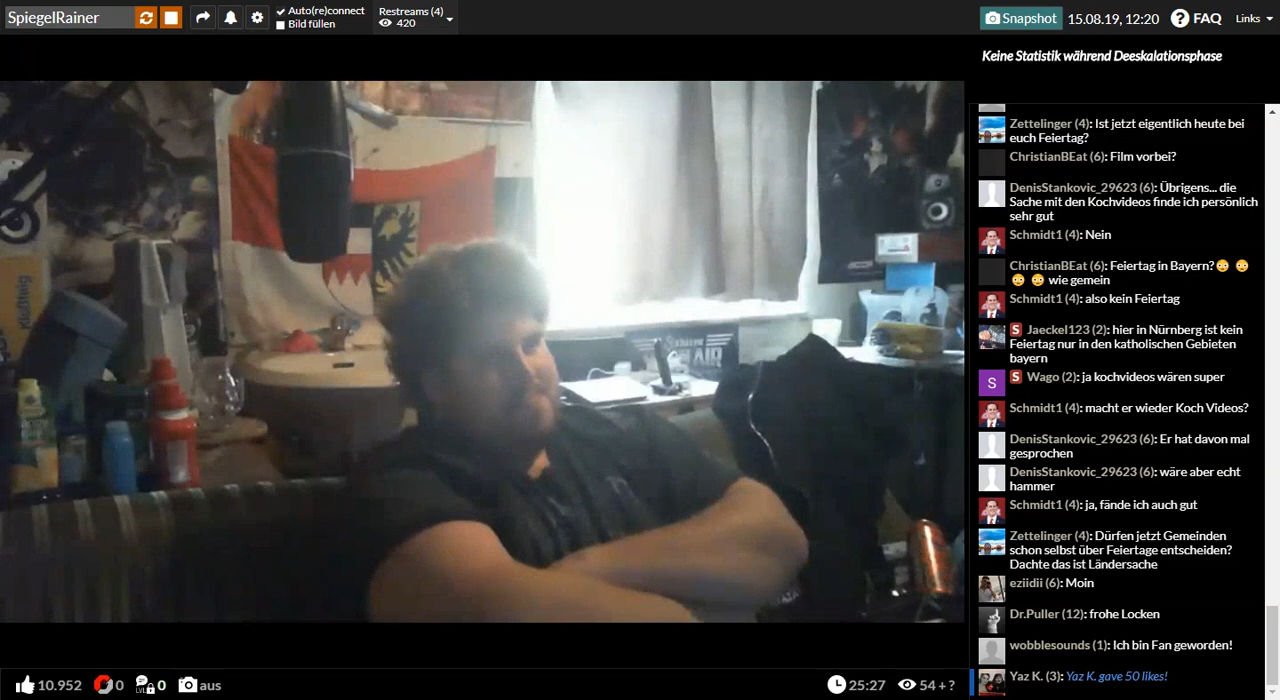 SpiegelRainer
Auto(re)connect
Bild füllen
Restreams (4)
420
Snapshot
15.08.19, 12:20
? FAQ
Links
Keine Statistik während Deeskalationsphase
Zettelinger (4): Ist jetzt eigentlich heute bei
euch Feiertag?
ChristianBEat (6): Film vorbei?
DenisStankovic_29623 (6): Übrigens... die
Sache mit den Kochvideos finde ich persönlich
sehr gut
Schmidt1 (4): Nein
ChristianBEat (6): Feiertag in Bayern?😳 😳
😳 😳 wie gemein
Schmidt1 (4): also kein Feiertag
S Jaeckel123 (2): hier in Nürnberg ist kein
Feiertag nur in den katholischen Gebieten
bayern
S
S Wago (2): ja kochvideos wären super
Schmidt1 (4): macht er wieder Koch Videos?
DenisStankovic_29623 (6): Er hat davon mal
gesprochen
DenisStankovic_29623 (6): wäre aber echt
hammer
Schmidt1 (4): ja, fände ich auch gut
Zettelinger (4): Dürfen jetzt Gemeinden
schon selbst über Feiertage entscheiden?
Dachte das ist Ländersache
eziidii (6): Moin
Dr.Puller (12): frohe Locken
wobblesounds (1): Ich bin Fan geworden!
Yaz K. (3): Yaz K. gave 50 likes!
10.952
0
LVL
0
aus
25:27
54 + ?